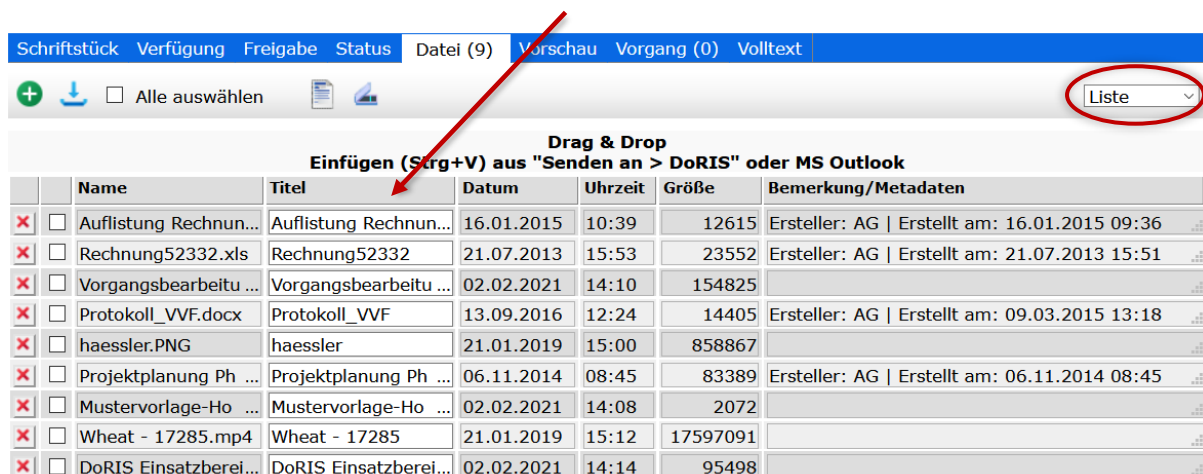 Schriftstück Verfügung Freigabe Status Datei (9) Vorschau Vorgang (0) Volltext
Alle auswählen Liste
Drag & Drop
Einfügen (Strg+V) aus "Senden an > DoRIS" oder MS Outlook
Name Titel Datum Uhrzeit Größe Bemerkung/Metadaten
Auflistung Rechnun... Auflistung Rechnun... 16.01.2015 10:39 12615 Ersteller: AG | Erstellt am: 16.01.2015 09:36
Rechnung52332.xls Rechnung52332 21.07.2013 15:53 23552 Ersteller: AG | Erstellt am: 21.07.2013 15:51
Vorgangsbearbeitu ... Vorgangsbearbeitu ... 02.02.2021 14:10 154825
Protokoll_VVF.docx Protokoll_VVF 13.09.2016 12:24 14405 Ersteller: AG | Erstellt am: 09.03.2015 13:18
haessler.PNG haessler 21.01.2019 15:00 858867
Projektplanung Ph ... Projektplanung Ph ... 06.11.2014 08:45 83389 Ersteller: AG | Erstellt am: 06.11.2014 08:45
Mustervorlage-Ho ... Mustervorlage-Ho ... 02.02.2021 14:08 2072
Wheat - 17285.mp4 Wheat - 17285 21.01.2019 15:12 17597091
DoRIS Einsatzberei... DoRIS Einsatzberei... 02.02.2021 14:14 95498